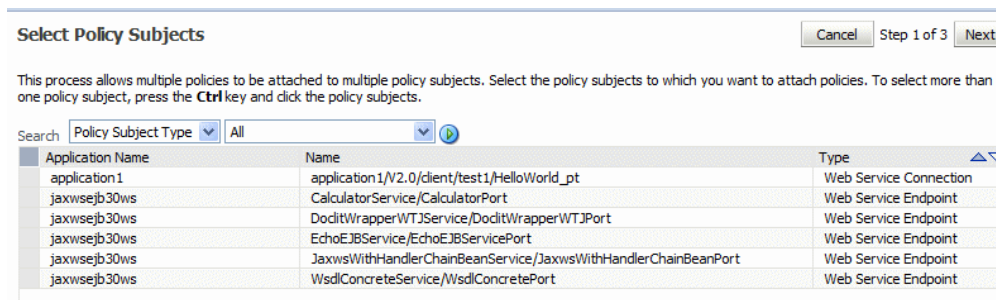 Select Policy Subjects
Cancel Step 1 of 3 Next
This process allows multiple policies to be attached to multiple policy subjects. Select the policy subjects to which you want to attach policies. To select more than
one policy subject, press the Ctrl key and click the policy subjects.
Search Policy Subject Type All
Application Name Name Type
application1 application1/V2.0/client/test1/HelloWorld_pt Web Service Connection
jaxwsejb30ws CalculatorService/CalculatorPort Web Service Endpoint
jaxwsejb30ws DoclitWrapperWTJService/DoclitWrapperWTJPort Web Service Endpoint
jaxwsejb30ws EchoEJBService/EchoEJBServicePort Web Service Endpoint
jaxwsejb30ws JaxwsWithHandlerChainBeanService/JaxwsWithHandlerChainBeanPort Web Service Endpoint
jaxwsejb30ws WsdlConcreteService/WsdlConcretePort Web Service Endpoint